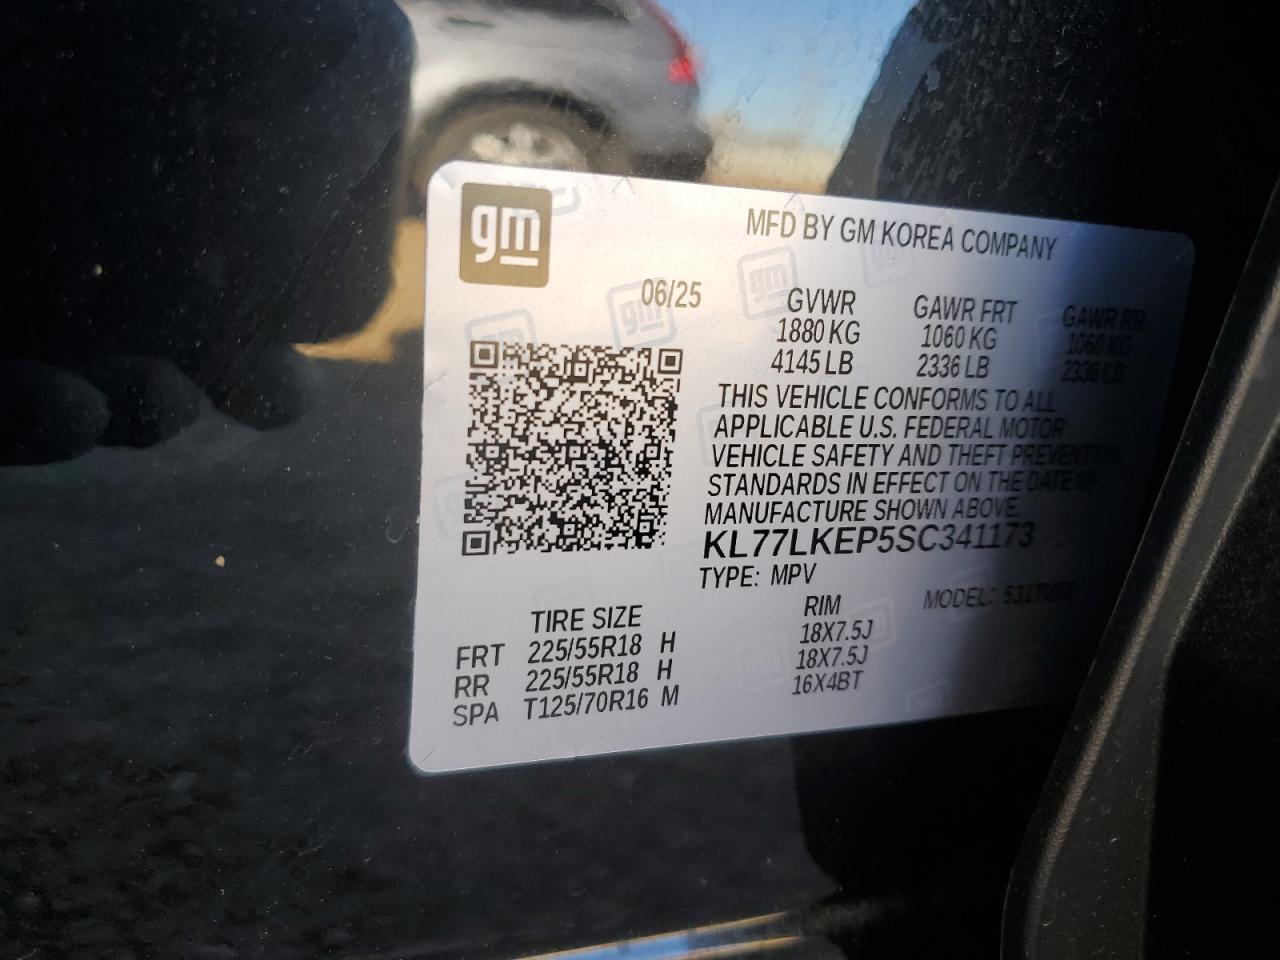 gm
MFD BY GM KOREA COMPANY
06/25 GVWR GAWR FRT GAWR RR
1880 KG 1060 KG 1060 KG
4145 LB 2336 LB 2336 LB
THIS VEHICLE CONFORMS TO ALL
APPLICABLE U.S. FEDERAL MOTOR
VEHICLE SAFETY AND THEFT PREVENTION
STANDARDS IN EFFECT ON THE DATE OF
MANUFACTURE SHOWN ABOVE.
KL77LKEP5SC341173
TYPE: MPV MODEL:
TIRE SIZE RIM
FRT 225/55R18 H 18X7.5J
RR 225/55R18 H 18X7.5J
SPA T125/70R16 M 16X4BT